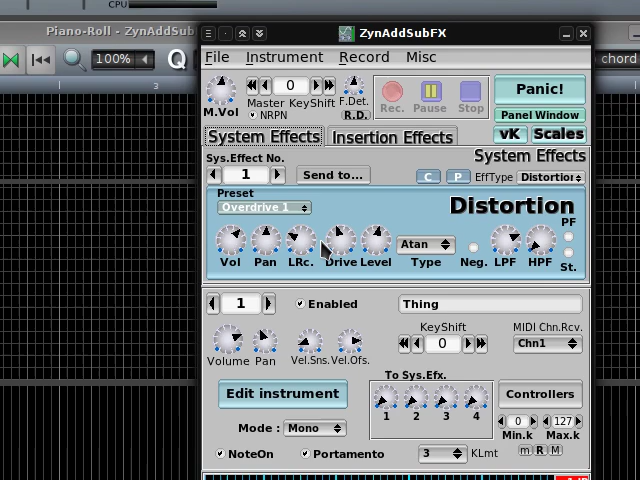 CPU
Piano-Roll - ZynAddSub
ZynAddSubFX
100%
Q
chord
3
File Instrument Record Misc
M.Vol
0
Master KeyShift
NRPN
F.Det.
R.D.
Rec. Pause Stop
Panic!
Panel Window
vK Scales
System Effects Insertion Effects
System Effects
Sys.Effect No.
1 Send to...
C P EffType Distortion
Preset
Overdrive 1
Distortion
PF
Atan
Vol Pan LRc. Drive Level Type Neg. LPF HPF St.
1 Enabled Thing
KeyShift MIDI Chn.Rcv.
0 Chn1
Volume Pan Vel.Sns. Vel.Ofs.
To Sys.Efx.
Edit instrument
Controllers
1 2 3 4
0 127
Min.k Max.k
Mode : Mono
m R M
NoteOn Portamento 3 KLmt